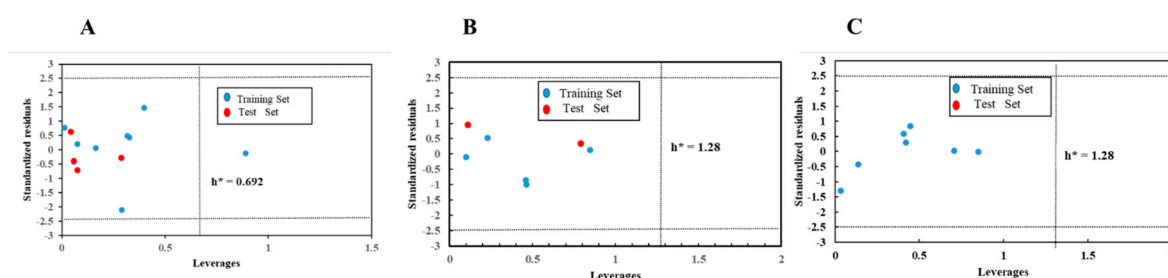 A
B
C
Standardized residuals
3
2.5
2
1.5
1
0.5
0
-0.5
-1
-1.5
-2
-2.5
-3
Training Set
Test Set
h* = 0.692
0
0.5
1
1.5
Leverages
Standardized residuals
3
2.5
2
1.5
1
0.5
0
-0.5
-1
-1.5
-2
-2.5
-3
Training Set
Test Set
h* = 1.28
0
0.5
1
1.5
2
Leverages
Standardized residuals
3
2.5
2
1.5
1
0.5
0
-0.5
-1
-1.5
-2
-2.5
-3
Training Set
Test Set
h* = 1.28
0
0.5
1
1.5
2
Leverages